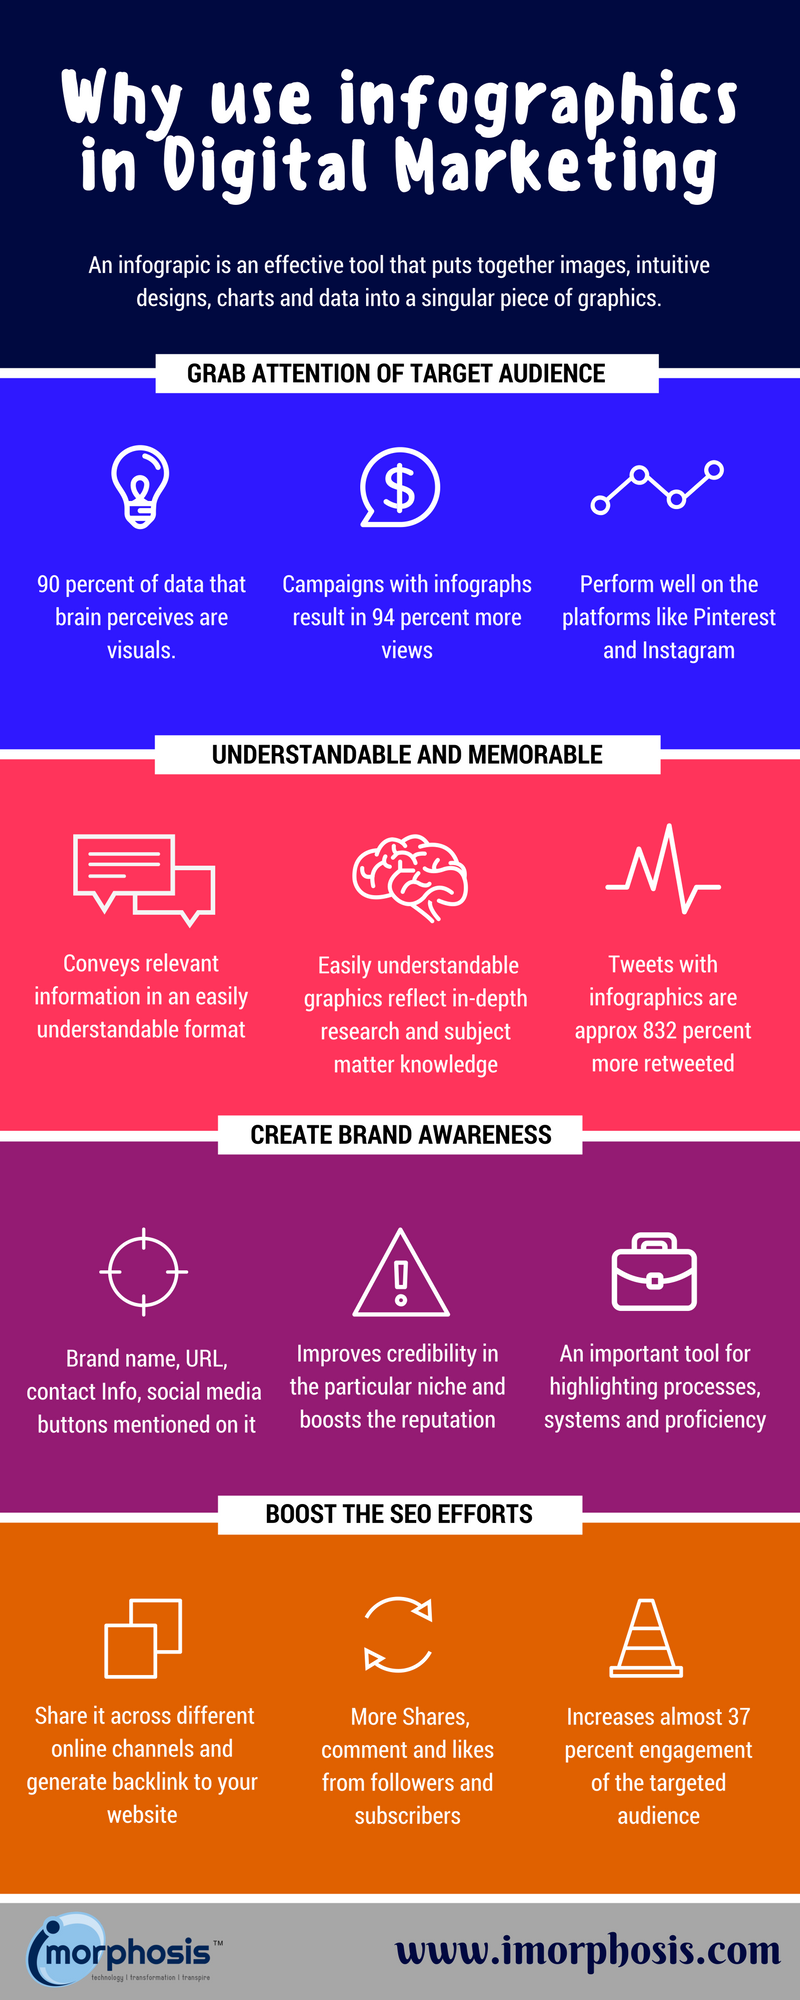 Why use infographics
in Digital Marketing
An infograpic is an effective tool that puts together images, intuitive
designs, charts and data into a singular piece of graphics.
GRAB ATTENTION OF TARGET AUDIENCE
90 percent of data that
brain perceives are
visuals.
Campaigns with infographs
result in 94 percent more
views
Perform well on the
platforms like Pinterest
and Instagram
UNDERSTANDABLE AND MEMORABLE
Conveys relevant
information in an easily
understandable format
Easily understandable
graphics reflect in-depth
research and subject
matter knowledge
Tweets with
infographics are
approx 832 percent
more retweeted
CREATE BRAND AWARENESS
Brand name, URL,
contact Info, social media
buttons mentioned on it
Improves credibility in
the particular niche and
boosts the reputation
An important tool for
highlighting processes,
systems and proficiency
BOOST THE SEO EFFORTS
Share it across different
online channels and
generate backlink to your
website
More Shares,
comment and likes
from followers and
subscribers
Increases almost 37
percent engagement
of the targeted
audience
imorphosis™
technology | transformation | transpire
www.imorphosis.com